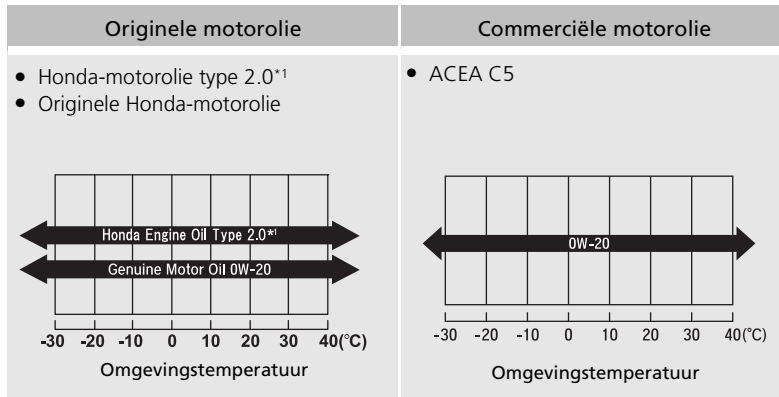 Originele motorolie
Commerciële motorolie
● Honda-motorolie type 2.0*1
● Originele Honda-motorolie
● ACEA C5
Honda Engine Oil Type 2.0*1
Genuine Motor Oil 0W-20
-30 -20 -10 0 10 20 30 40(°C)
Omgevingstemperatuur
0W-20
-30 -20 -10 0 10 20 30 40(°C)
Omgevingstemperatuur